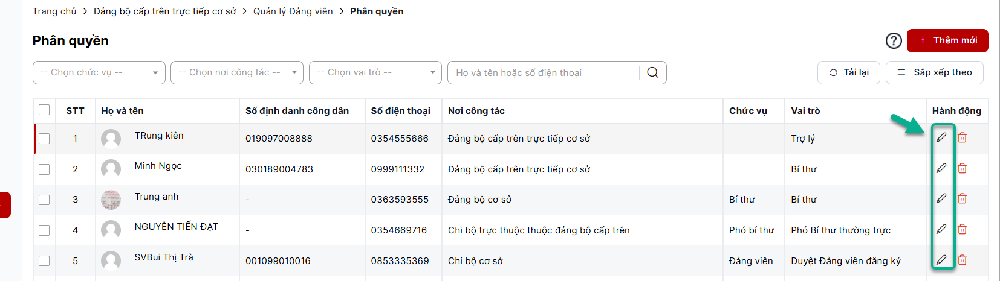 Trang chủ > Đảng bộ cấp trên trực tiếp cơ sở > Quản lý Đảng viên > Phân quyền
Phân quyền
? + Thêm mới
-- Chọn chức vụ -- -- Chọn nơi công tác -- -- Chọn vai trò -- Họ và tên hoặc số điện thoại Tải lại Sắp xếp theo
STT Họ và tên Số định danh công dân Số điện thoại Nơi công tác Chức vụ Vai trò Hành động
1 TRung kiên 019097008888 0354555666 Đảng bộ cấp trên trực tiếp cơ sở Trợ lý
2 Minh Ngọc 030189004783 0999111332 Đảng bộ cấp trên trực tiếp cơ sở Bí thư
3 Trung anh - 0363593555 Đảng bộ cơ sở Bí thư Bí thư
4 NGUYỄN TIẾN ĐẠT - 0354669716 Chi bộ trực thuộc thuộc đảng bộ cấp trên Phó bí thư Phó Bí thư thường trực
5 SVBui Thị Trà 001099010016 0853335369 Chi bộ cơ sở Đảng viên Duyệt Đảng viên đăng ký